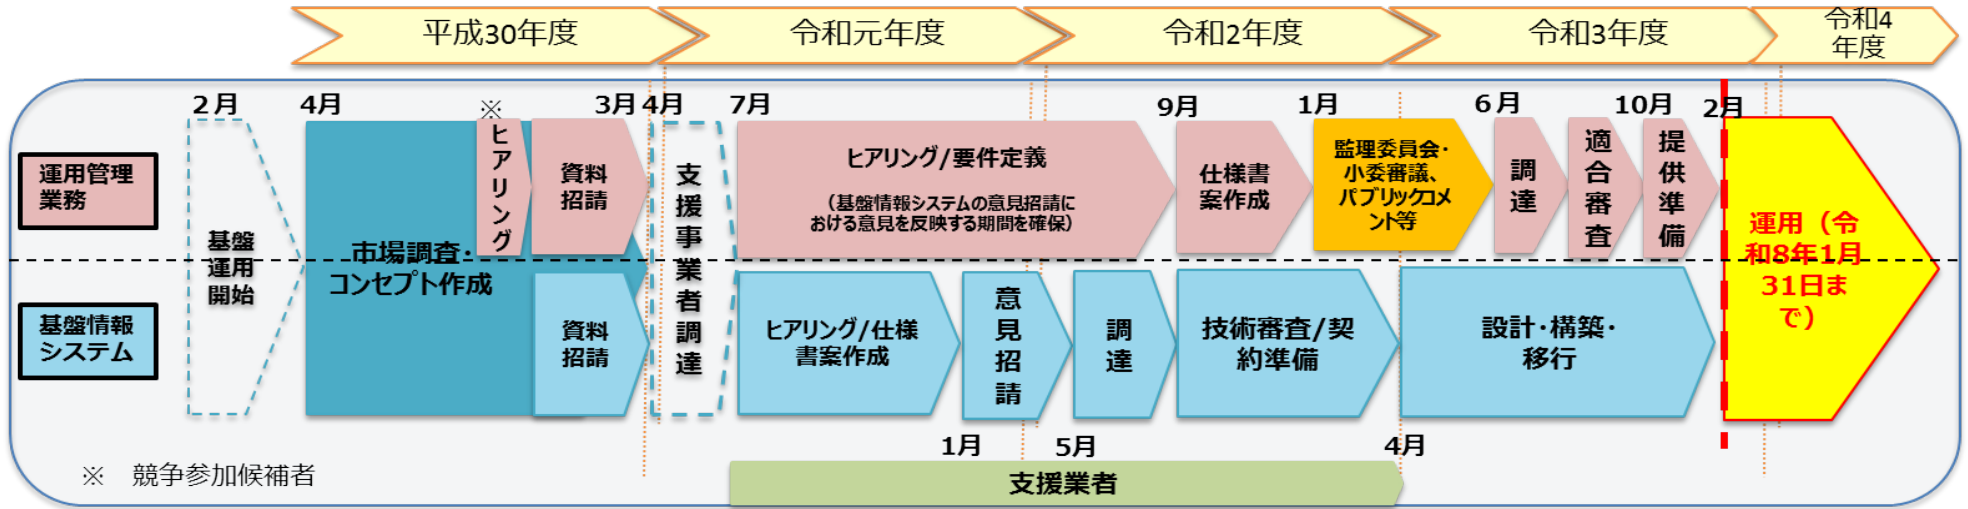 平成30年度
令和元年度
令和2年度
令和3年度
令和4
年度
2月
4月
※
3月
4月
7月
9月
1月
6月
10月
2月
運用管理
業務
基盤情報
システム
基盤
運用
開始
市場調査・
コンセプト作成
ヒアリング
資料
招請
資料
招請
支援事業者調達
ヒアリング/要件定義
（基盤情報システムの意見招請に
おける意見を反映する期間を確保）
仕様書
案作成
監理委員会・
小委審議、
パブリックコメ
ント等
調達
適合審査
提供準備
ヒアリング/仕様
書案作成
意見招請
調達
技術審査/契
約準備
設計・構築・
移行
運用（令
和8年1月
31日ま
で）
1月
5月
4月
※　競争参加候補者
支援業者